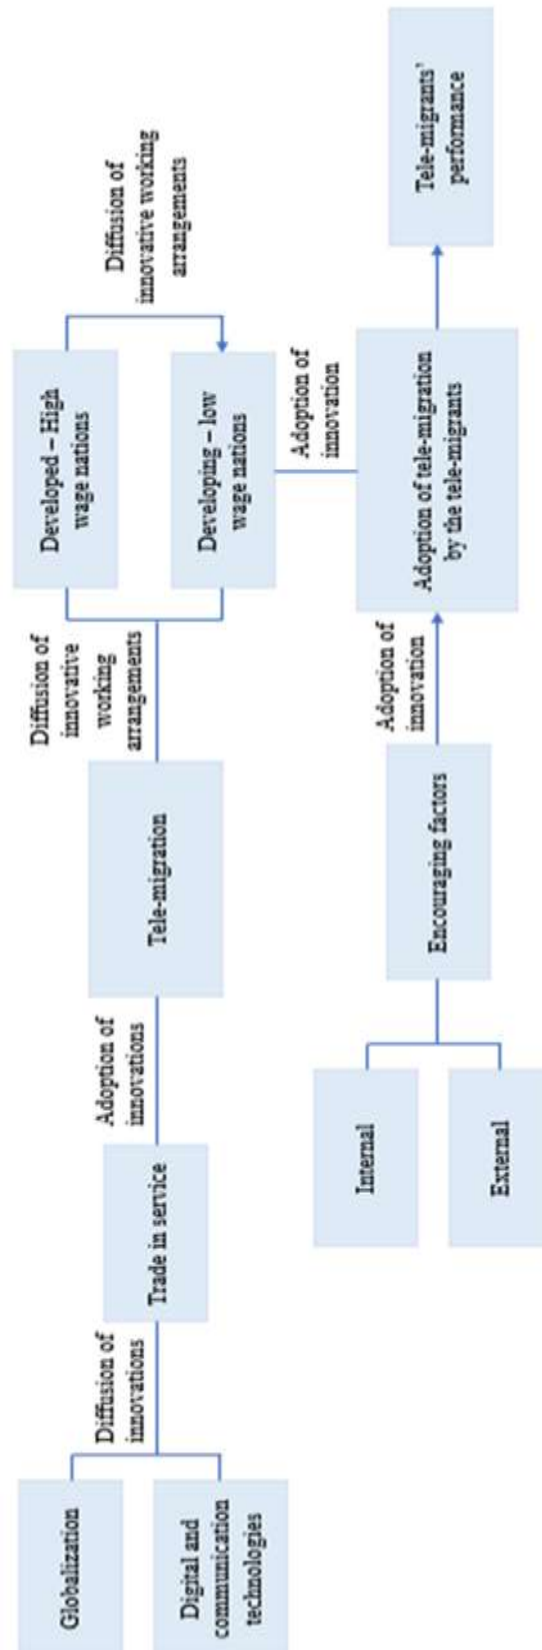 Globalization
Digital and
communication
technologies
Diffusion of
innovations
Trade in service
Adoption of
innovations
Tele-migration
Diffusion of
innovative
working
arrangements
Developed – High
wage nations
Developing – low
wage nations
Diffusion of
innovative working
arrangements
Adoption of
innovation
Internal
External
Encouraging factors
Adoption of
innovation
Adoption of tele-migration
by the tele-migrants
Tele-migrants'
performance